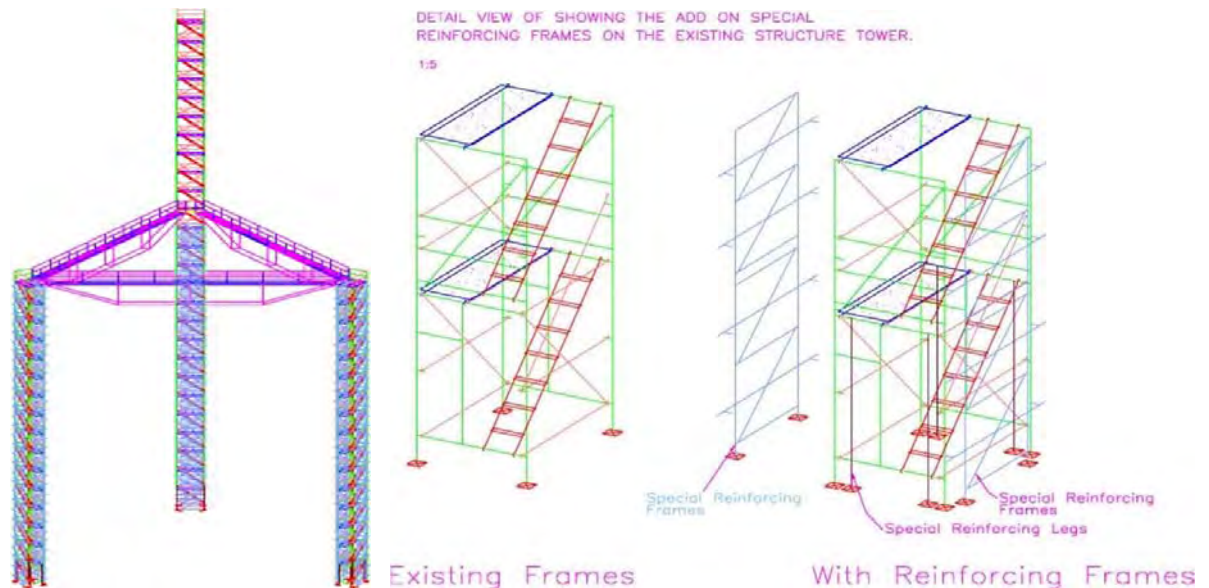 DETAIL VIEW OF SHOWING THE ADD ON SPECIAL
REINFORCING FRAMES ON THE EXISTING STRUCTURE TOWER.
1:5
Special Reinforcing
Frames
Special Reinforcing
Frames
Special Reinforcing Legs
Existing Frames
With Reinforcing Frames